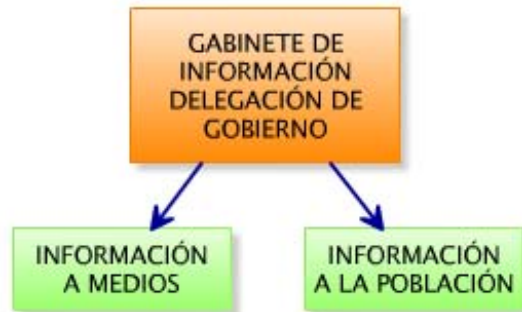 GABINETE DE
INFORMACIÓN
DELEGACIÓN DE
GOBIERNO
INFORMACIÓN
A MEDIOS
INFORMACIÓN
A LA POBLACIÓN